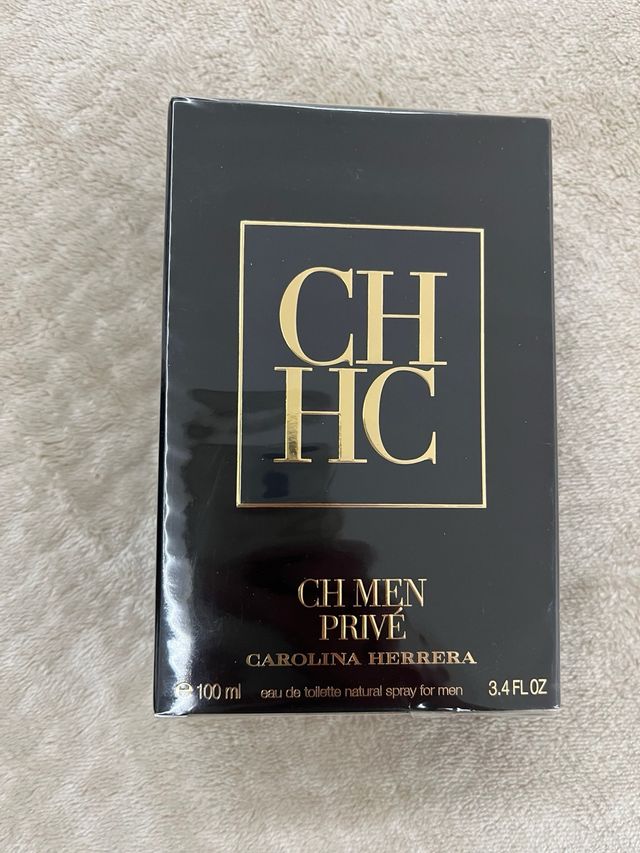 CH
HC
CH MEN
PRIVÉ
CAROLINA HERRERA
℮ 100 ml eau de toilette natural spray for men 3.4 FL OZ